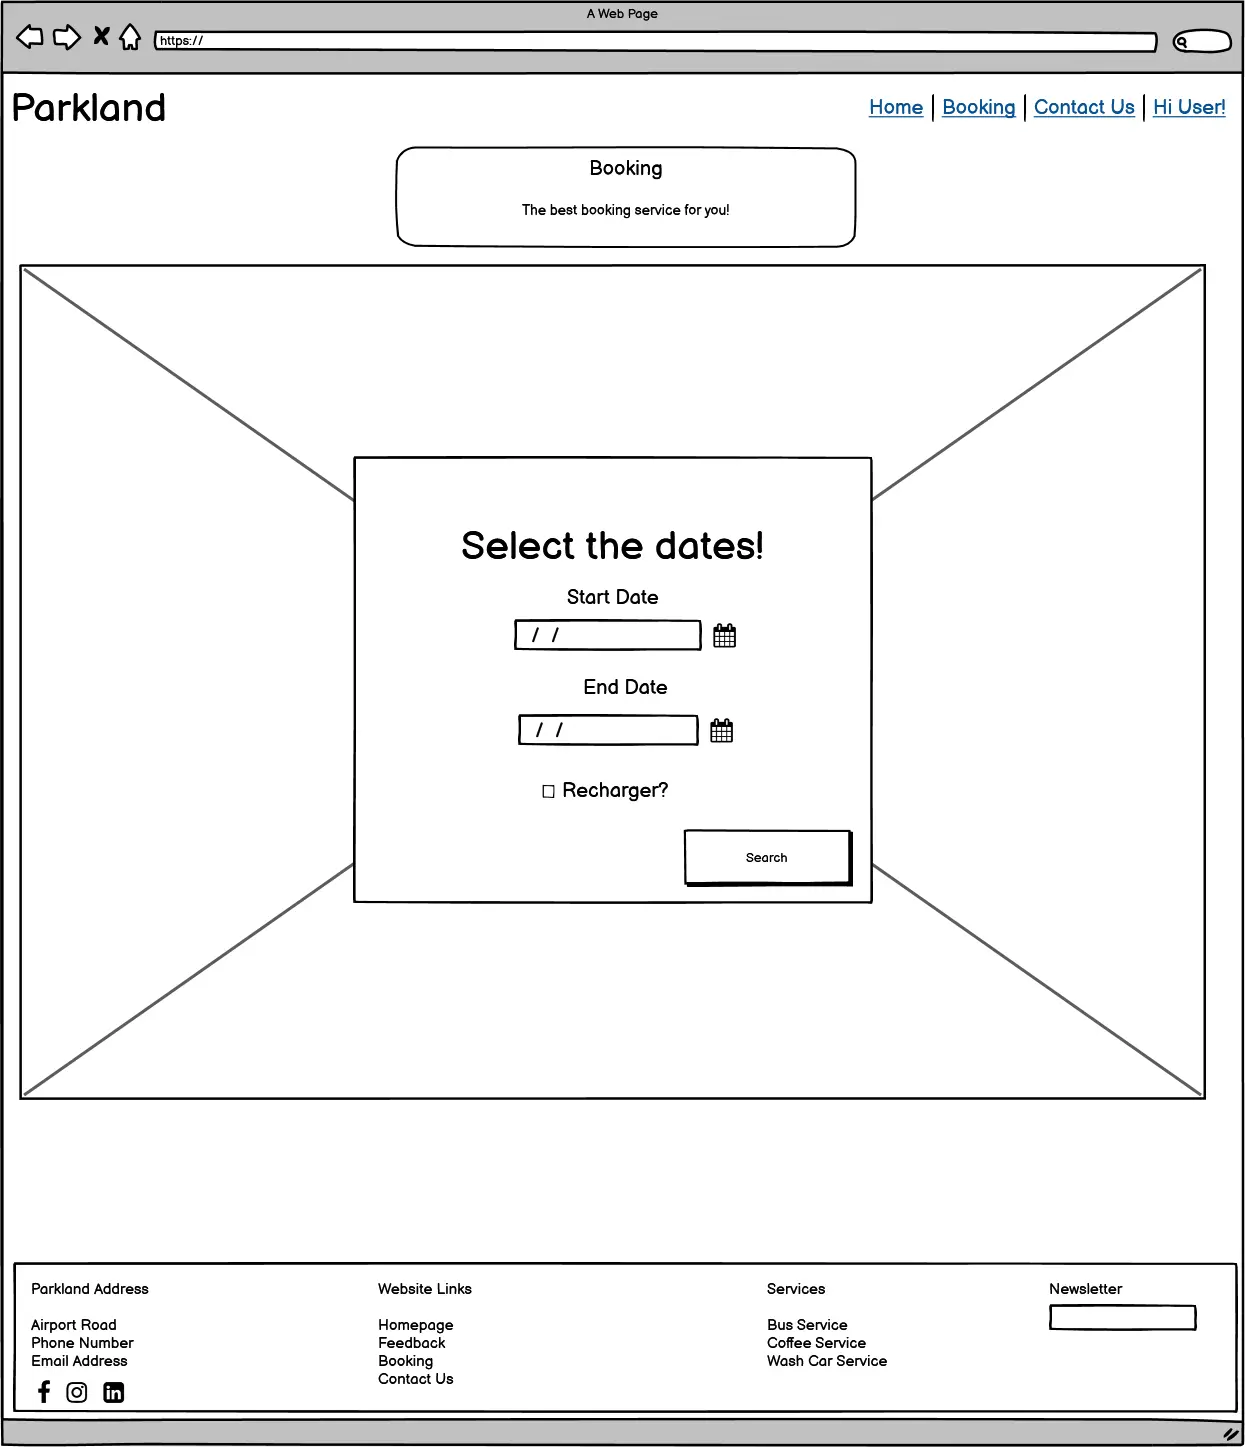 A Web Page
https://
Parkland
Home | Booking | Contact Us | Hi User!
Booking
The best booking service for you!
Select the dates!
Start Date
/ /
End Date
/ /
Recharger?
Search
Parkland Address
Airport Road
Phone Number
Email Address
Website Links
Homepage
Feedback
Booking
Contact Us
Services
Bus Service
Coffee Service
Wash Car Service
Newsletter